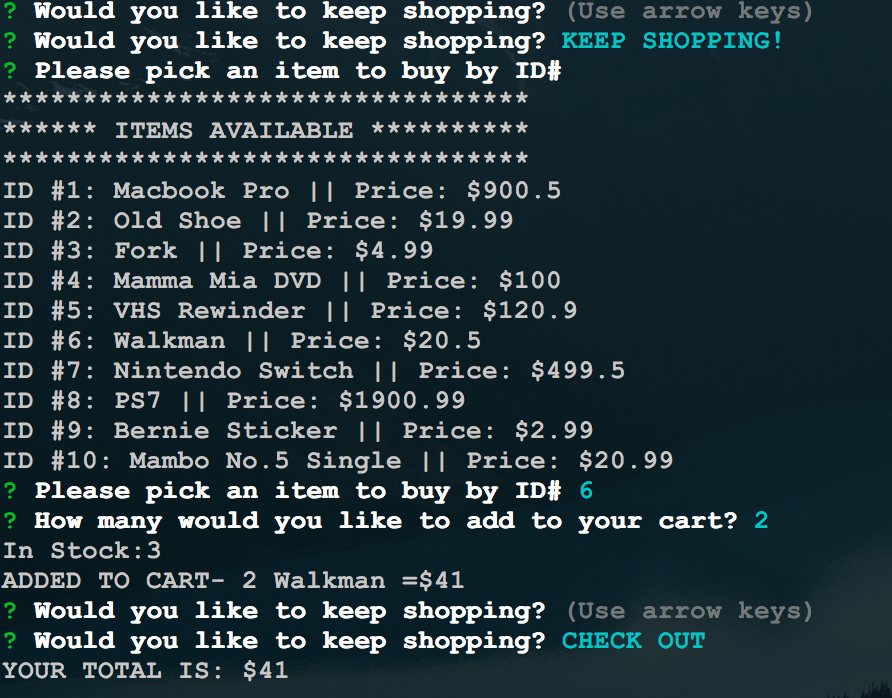 ? Would you like to keep shopping? (Use arrow keys)
? Would you like to keep shopping? KEEP SHOPPING!
? Please pick an item to buy by ID#
*********************************
****** ITEMS AVAILABLE **********
*********************************
ID #1: Macbook Pro || Price: $900.5
ID #2: Old Shoe || Price: $19.99
ID #3: Fork || Price: $4.99
ID #4: Mamma Mia DVD || Price: $100
ID #5: VHS Rewinder || Price: $120.9
ID #6: Walkman || Price: $20.5
ID #7: Nintendo Switch || Price: $499.5
ID #8: PS7 || Price: $1900.99
ID #9: Bernie Sticker || Price: $2.99
ID #10: Mambo No.5 Single || Price: $20.99
? Please pick an item to buy by ID# 6
? How many would you like to add to your cart? 2
In Stock:3
ADDED TO CART- 2 Walkman =$41
? Would you like to keep shopping? (Use arrow keys)
? Would you like to keep shopping? CHECK OUT
YOUR TOTAL IS: $41